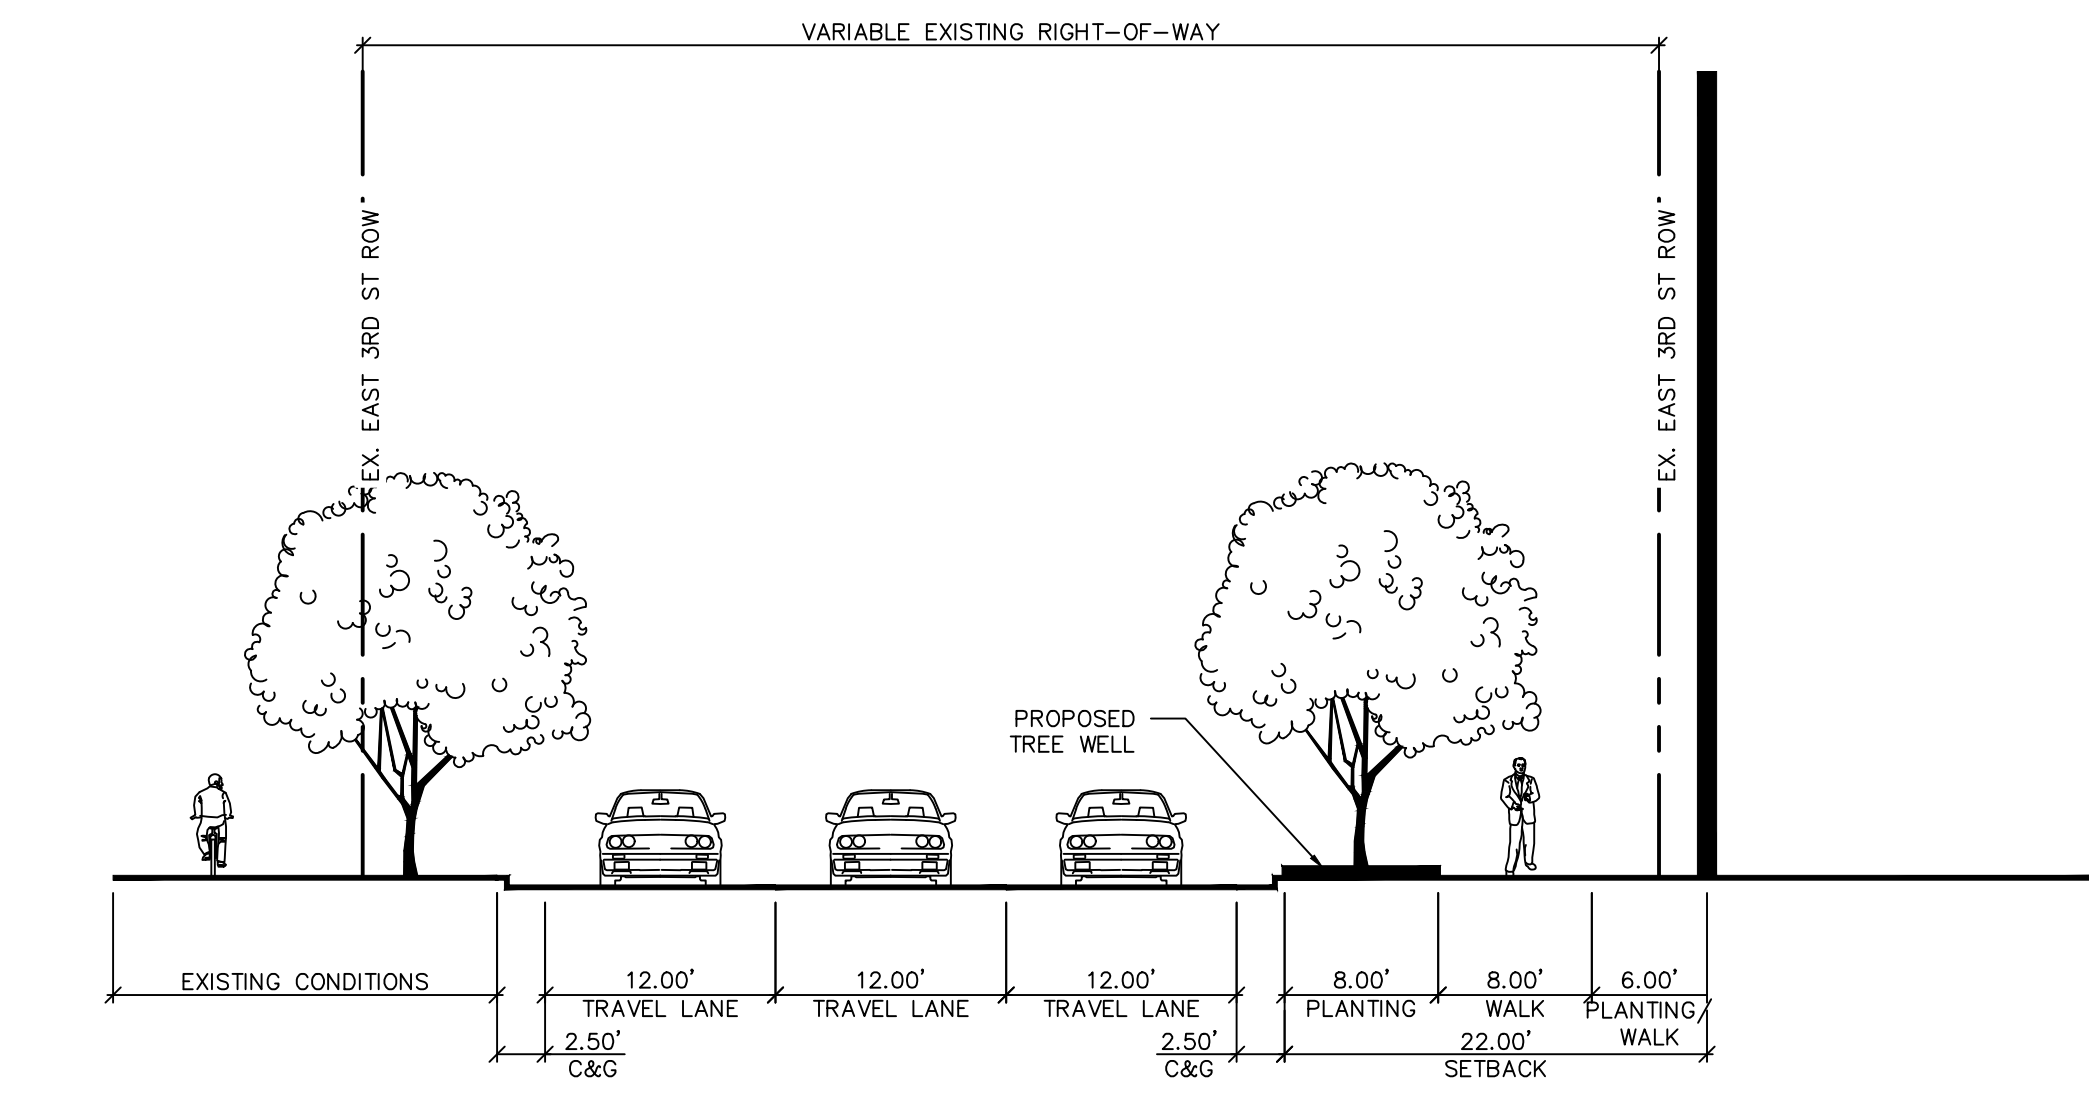 VARIABLE EXISTING RIGHT-OF-WAY
EX. EAST 3RD ST ROW
EX. EAST 3RD ST ROW
PROPOSED
TREE WELL
EXISTING CONDITIONS
12.00'
TRAVEL LANE
12.00'
TRAVEL LANE
12.00'
TRAVEL LANE
8.00'
PLANTING
8.00'
WALK
6.00'
PLANTING/
WALK
2.50'
C&G
2.50'
C&G
22.00'
SETBACK